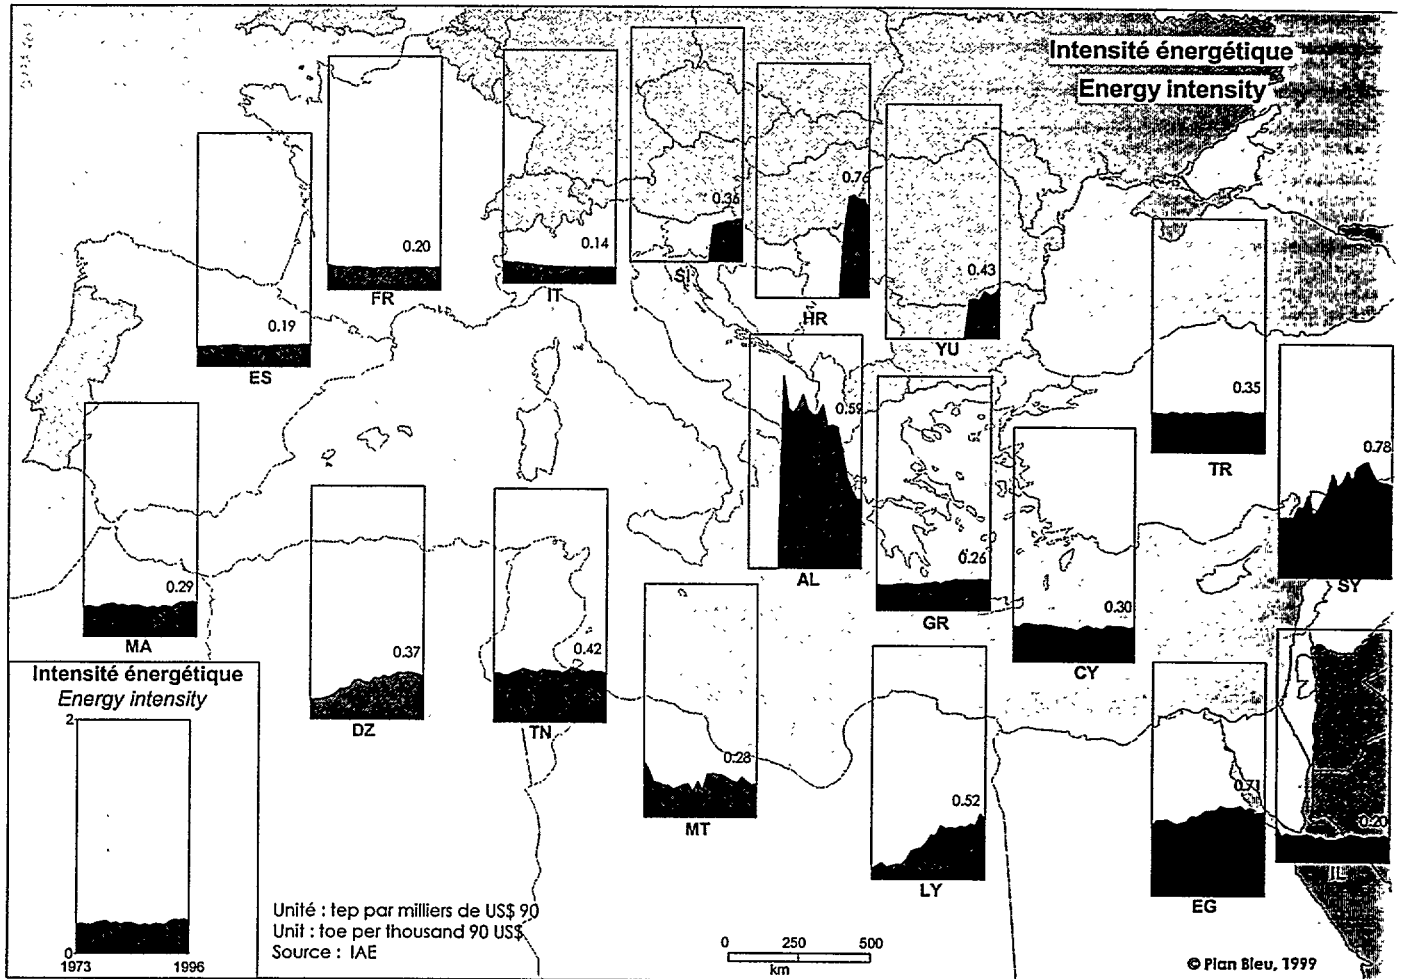 Intensité énergétique
Energy intensity
0.20
FR
0.14
IT
0.36
SI
0.76
HR
0.43
YU
0.19
ES
0.35
TR
0.78
SY
0.59
AL
0.26
GR
0.30
CY
0.29
MA
0.37
DZ
0.42
TN
0.28
MT
0.52
LY
0.71
EG
0.20
IL
Intensité énergétique
Energy intensity
2
0
1973 1996
Unité : tep par milliers de US$ 90
Unit : toe per thousand 90 US$
Source : IAE
0 250 500
km
© Plan Bleu, 1999